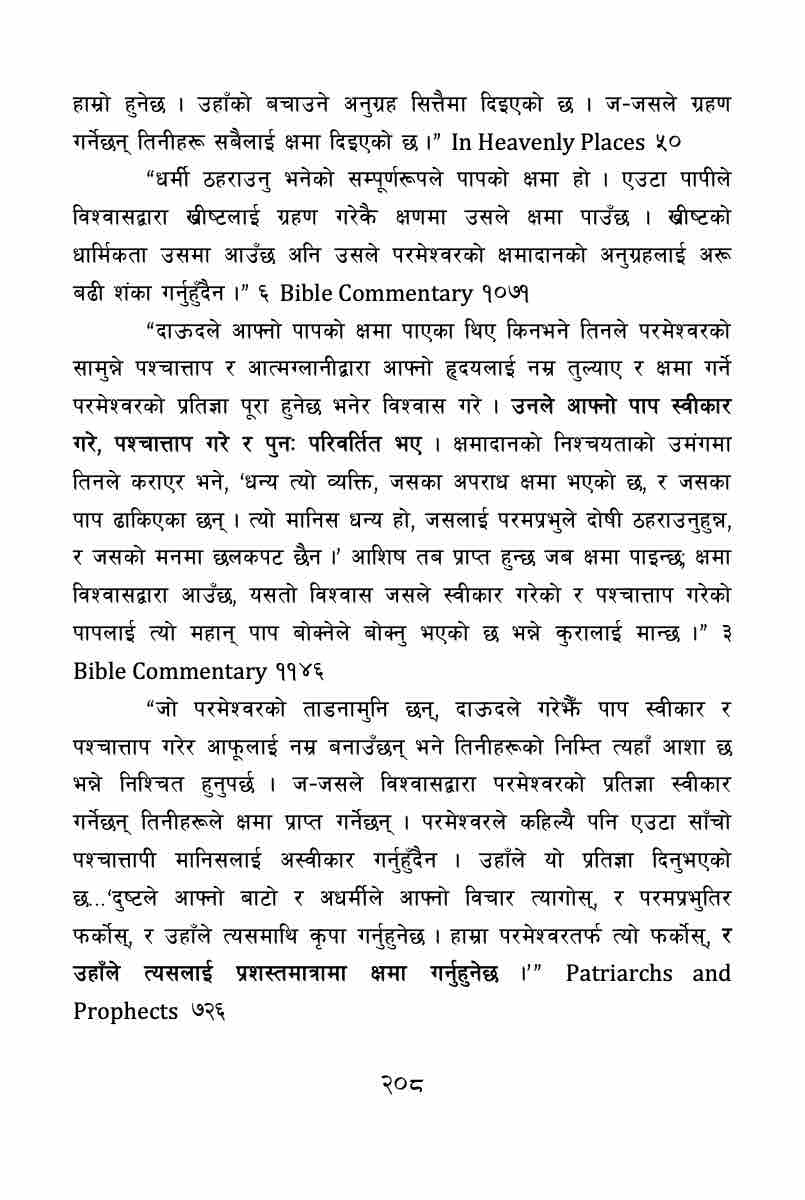 हाम्रो हुनेछ । उहाँको बचाउने अनुग्रह सित्तैमा दिइएको छ । ज-जसले ग्रहण
गर्नेछन् तिनीहरू सबैलाई क्षमा दिइएको छ ।” In Heavenly Places ५०
“धर्मी ठहराउनु भनेको सम्पूर्णरूपले पापको क्षमा हो । एउटा पापीले
विश्वासद्वारा ख्रीष्टलाई ग्रहण गरेकै क्षणमा उसले क्षमा पाउँछ । ख्रीष्टको
धार्मिकता उसमा आउँछ अनि उसले परमेश्वरको क्षमादानको अनुग्रहलाई अरू
बढी शंका गर्नुहुँदैन ।” ६ Bible Commentary १०७१
“दाऊदले आफ्नो पापको क्षमा पाएका थिए किनभने तिनले परमेश्वरको
सामुन्ने पश्चात्ताप र आत्मग्लानीद्वारा आफ्नो हृदयलाई नम्र तुल्याए र क्षमा गर्ने
परमेश्वरको प्रतिज्ञा पूरा हुनेछ भनेर विश्वास गरे । उनले आफ्नो पाप स्वीकार
गरे, पश्चात्ताप गरे र पुनः परिवर्तित भए । क्षमादानको निश्चयताको उमंगमा
तिनले कराएर भने, ‘धन्य त्यो व्यक्ति, जसका अपराध क्षमा भएको छ, र जसका
पाप ढाकिएका छन् । त्यो मानिस धन्य हो, जसलाई परमप्रभुले दोषी ठहराउनुहुन्न,
र जसको मनमा छलकपट छैन ।’ आशिष तब प्राप्त हुन्छ जब क्षमा पाइन्छ; क्षमा
विश्वासद्वारा आउँछ, यसतो विश्वास जसले स्वीकार गरेको र पश्चात्ताप गरेको
पापलाई त्यो महान् पाप बोक्नेले बोक्नु भएको छ भन्ने कुरालाई मान्छ ।” ३
Bible Commentary ११४६
“जो परमेश्वरको ताडनामुनि छन्, दाऊदले गरेझैँ पाप स्वीकार र
पश्चात्ताप गरेर आफूलाई नम्र बनाउँछन् भने तिनीहरूको निम्ति त्यहाँ आशा छ
भन्ने निश्चित हुनुपर्छ । ज-जसले विश्वासद्वारा परमेश्वरको प्रतिज्ञा स्वीकार
गर्नेछन् तिनीहरूले क्षमा प्राप्त गर्नेछन् । परमेश्वरले कहिल्यै पनि एउटा साँचो
पश्चात्तापी मानिसलाई अस्वीकार गर्नुहुँदैन । उहाँले यो प्रतिज्ञा दिनुभएको
छ...‘दुष्टले आफ्नो बाटो र अधर्मीले आफ्नो विचार त्यागोस्, र परमप्रभुतिर
फर्कोस्, र उहाँले त्यसमाथि कृपा गर्नुहुनेछ । हाम्रा परमेश्वरतर्फ त्यो फर्कोस्, र
उहाँले त्यसलाई प्रशस्तमात्रामा क्षमा गर्नुहुनेछ ।’” Patriarchs and
Prophects ७२६
२०८